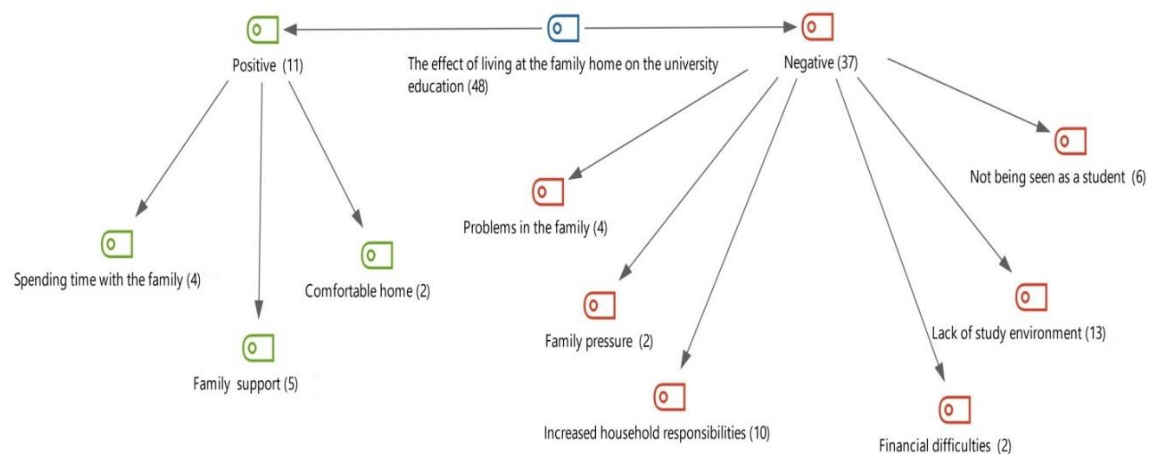 Positive (11)
The effect of living at the family home on the university
education (48)
Negative (37)
Not being seen as a student (6)
Problems in the family (4)
Spending time with the family (4)
Comfortable home (2)
Lack of study environment (13)
Family pressure (2)
Family support (5)
Increased household responsibilities (10)
Financial difficulties (2)